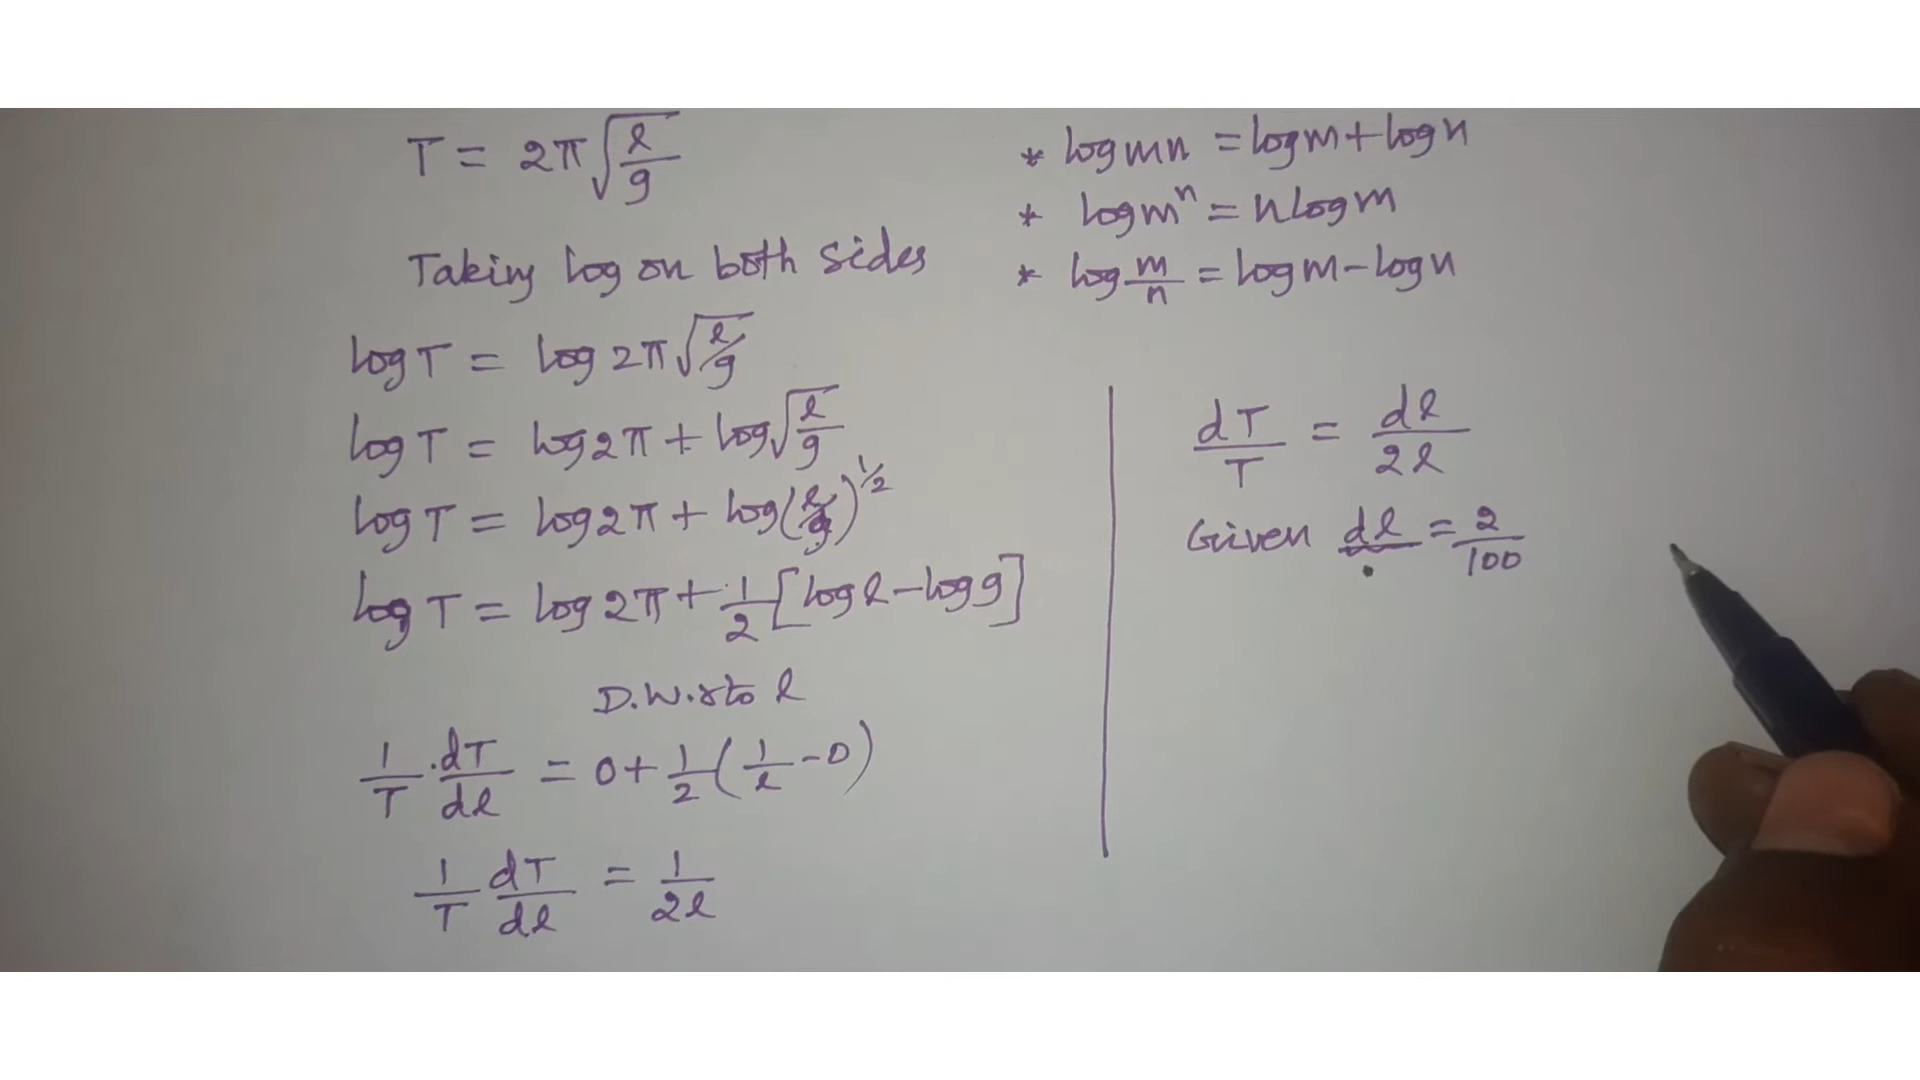 T = 2π√(l/g)
Taking log on both sides
log T = log 2π√(l/g)
log T = log 2π + log√(l/g)
log T = log 2π + log(l/g)^1/2
log T = log 2π + 1/2 [log l - log g]
D.W.r to l
1/T . dT/dl = 0 + 1/2 (1/l - 0)
1/T dT/dl = 1/2l
* log mn = log m + log n
* log mⁿ = n log m
* log m/n = log m - log n
dT/T = dl/2l
Given dl = 2/100